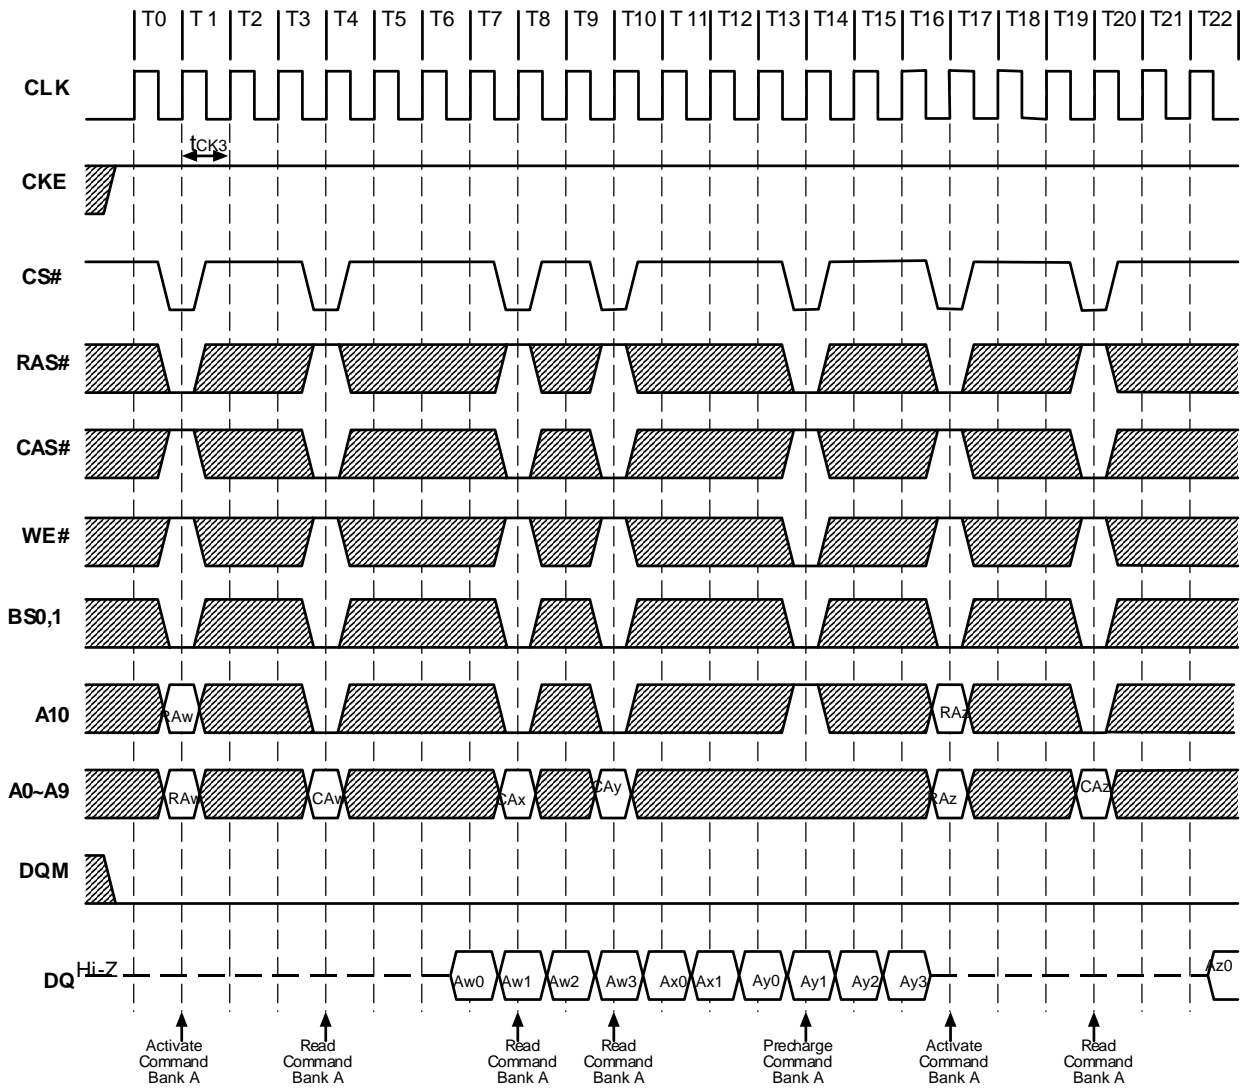 T0 T 1 T2 T3 T4 T5 T6 T7 T8 T9 T10 T 11 T12 T13 T14 T15 T16 T17 T18 T19 T20 T21 T22
CLK
tCK3
CKE
CS#
RAS#
CAS#
WE#
BS0,1
A10
RAw RAz
A0~A9
RAw CAw CAx CAy RAz CAz
DQM
DQ Hi-Z
Aw0 Aw1 Aw2 Aw3 Ax0 Ax1 Ay0 Ay1 Ay2 Ay3 Az0
Activate
Command
Bank A
Read
Command
Bank A
Read
Command
Bank A
Read
Command
Bank A
Precharge
Command
Bank A
Activate
Command
Bank A
Read
Command
Bank A